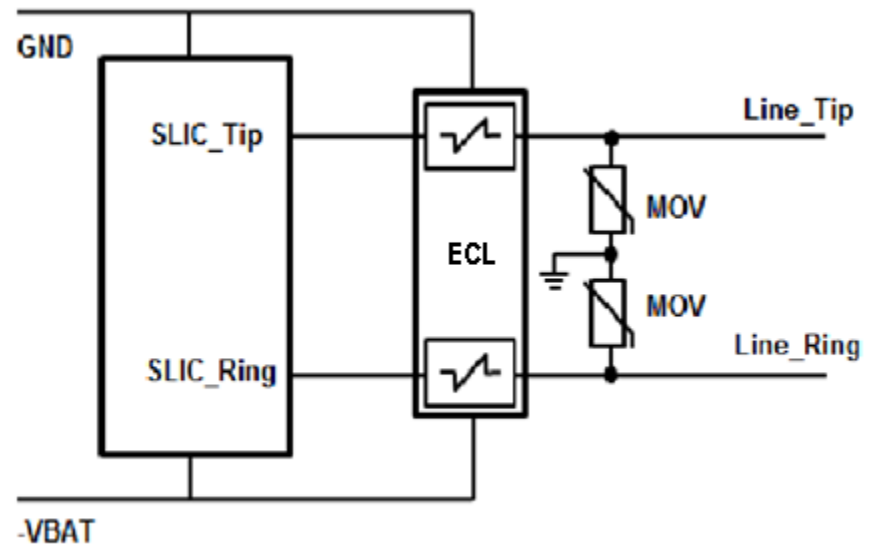 GND
Line_Tip
SLIC_Tip
MOV
ECL
MOV
Line_Ring
SLIC_Ring
-VBAT